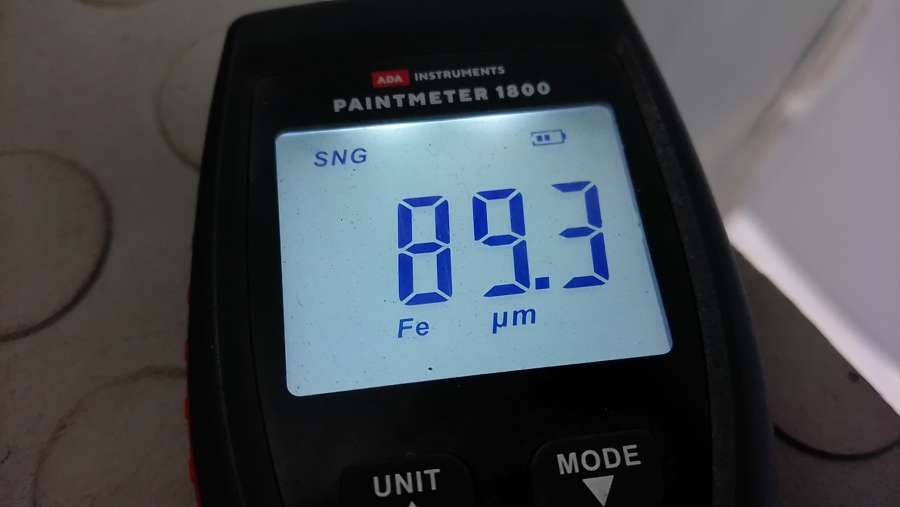 ADA INSTRUMENTS
PAINTMETER 1800
SNG
89.3
Fe µm
UNIT MODE